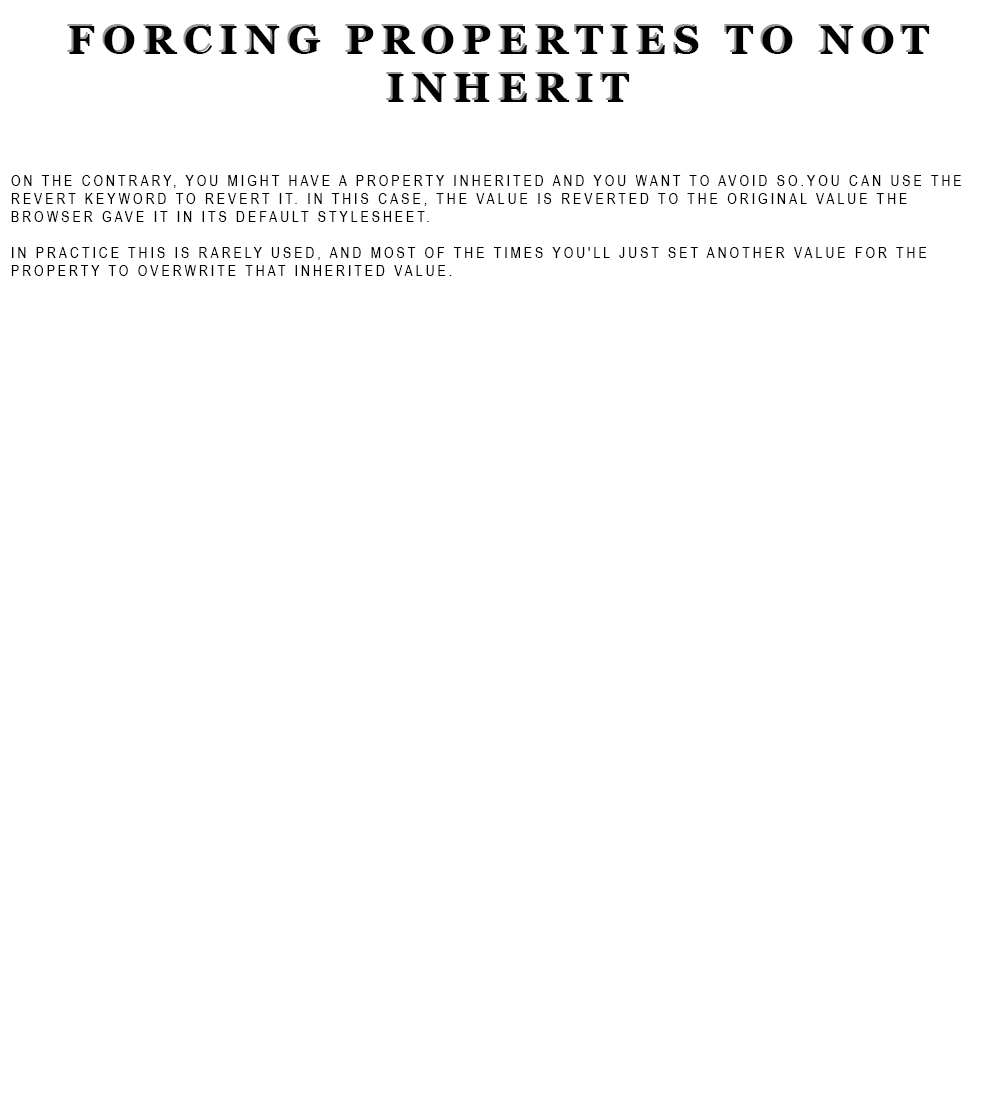 FORCING PROPERTIES TO NOT
INHERIT
ON THE CONTRARY, YOU MIGHT HAVE A PROPERTY INHERITED AND YOU WANT TO AVOID SO.YOU CAN USE THE
REVERT KEYWORD TO REVERT IT. IN THIS CASE, THE VALUE IS REVERTED TO THE ORIGINAL VALUE THE
BROWSER GAVE IT IN ITS DEFAULT STYLESHEET.
IN PRACTICE THIS IS RARELY USED, AND MOST OF THE TIMES YOU'LL JUST SET ANOTHER VALUE FOR THE
PROPERTY TO OVERWRITE THAT INHERITED VALUE.